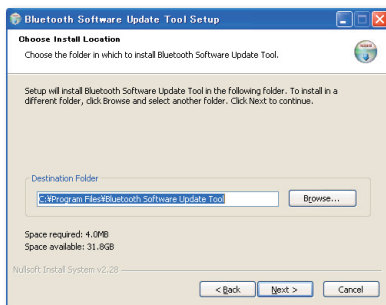 Bluetooth Software Update Tool Setup
Choose Install Location
Choose the folder in which to install Bluetooth Software Update Tool.
Setup will install Bluetooth Software Update Tool in the following folder. To install in a
different folder, click Browse and select another folder. Click Next to continue.
Destination Folder
C:¥Program Files¥Bluetooth Software Update Tool
Browse...
Space required: 4.0MB
Space available: 31.8GB
Nullsoft Install System v2.28
< Back
Next >
Cancel